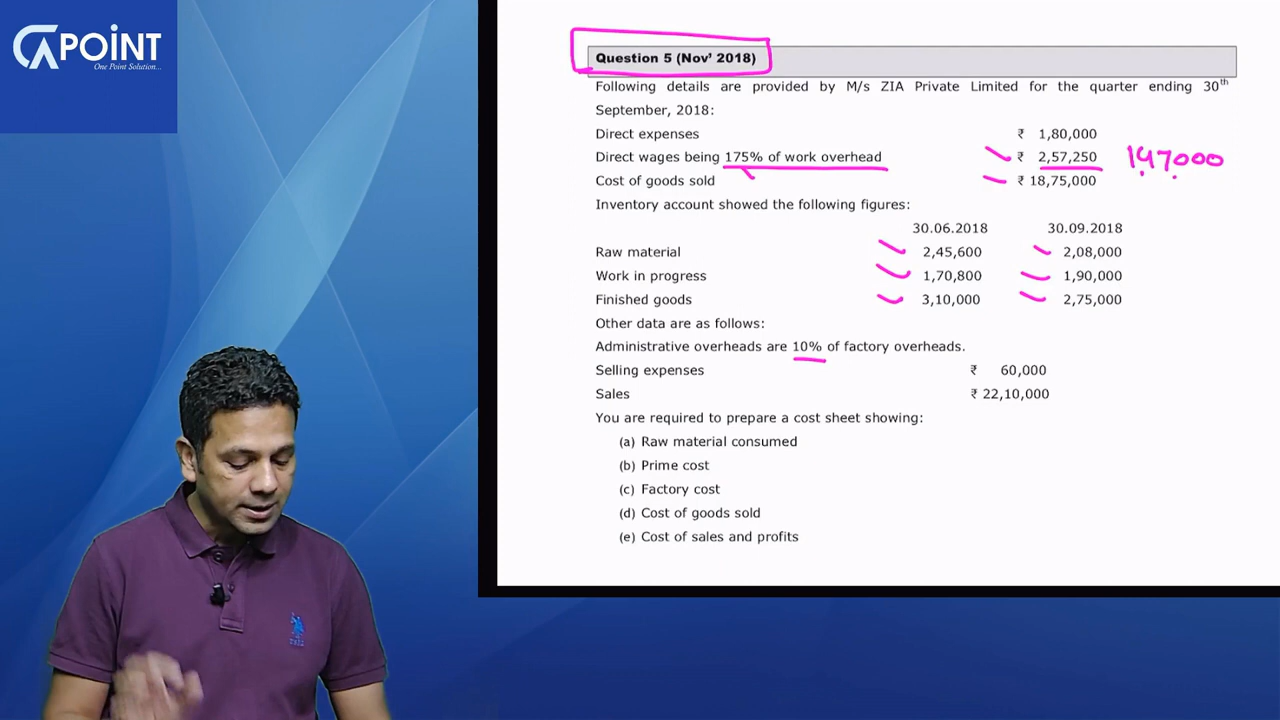 CAPOiNT
One Point Solution...
Question 5 (Nov' 2018)
Following details are provided by M/s ZIA Private Limited for the quarter ending 30th
September, 2018:
Direct expenses ₹ 1,80,000
Direct wages being 175% of work overhead ₹ 2,57,250 147000
Cost of goods sold ₹ 18,75,000
Inventory account showed the following figures:
30.06.2018 30.09.2018
Raw material 2,45,600 2,08,000
Work in progress 1,70,800 1,90,000
Finished goods 3,10,000 2,75,000
Other data are as follows:
Administrative overheads are 10% of factory overheads.
Selling expenses ₹ 60,000
Sales ₹ 22,10,000
You are required to prepare a cost sheet showing:
(a) Raw material consumed
(b) Prime cost
(c) Factory cost
(d) Cost of goods sold
(e) Cost of sales and profits